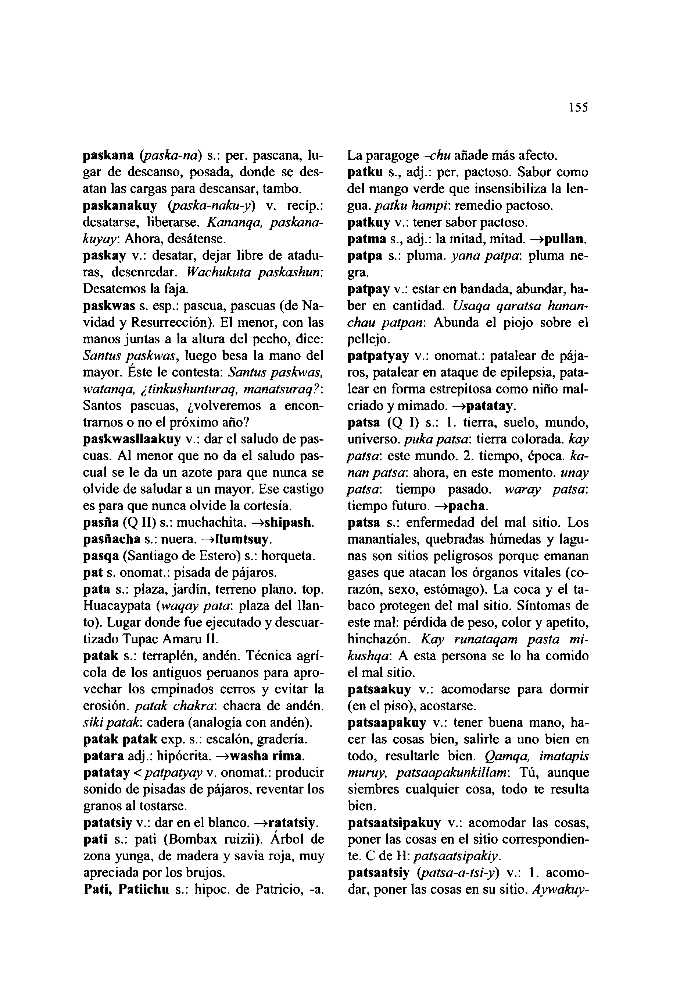 155
paskana (paska-na) s.: per. pascana, lu-
gar de descanso, posada, donde se des-
atan las cargas para descansar, tambo.
paskanakuy (paska-naku-y) v. recíp.:
desatarse, liberarse. Kananqa, paskana-
kuyay: Ahora, desátense.
paskay v.: desatar, dejar libre de atadu-
ras, desenredar. Wachukuta paskashun:
Desatemos la faja.
paskwas s. esp.: pascua, pascuas (de Na-
vidad y Resurrección). El menor, con las
manos juntas a la altura del pecho, dice:
Santus paskwas, luego besa la mano del
mayor. Éste le contesta: Santus paskwas,
watanqa, ¿tinkushunturaq, manatsuraq?:
Santos pascuas, ¿volveremos a encon-
trarnos o no el próximo año?
paskwasllaakuy v.: dar el saludo de pas-
cuas. Al menor que no da el saludo pas-
cual se le da un azote para que nunca se
olvide de saludar a un mayor. Ese castigo
es para que nunca olvide la cortesía.
pasña (Q II) s.: muchachita. →shipash.
pasñacha s.: nuera. →llumtsuy.
pasqa (Santiago de Estero) s.: horqueta.
pat s. onomat.: pisada de pájaros.
pata s.: plaza, jardín, terreno plano. top.
Huacaypata (waqay pata: plaza del llan-
to). Lugar donde fue ejecutado y descuar-
tizado Tupac Amaru II.
patak s.: terraplén, andén. Técnica agrí-
cola de los antiguos peruanos para apro-
vechar los empinados cerros y evitar la
erosión. patak chakra: chacra de andén.
siki patak: cadera (analogía con andén).
patak patak exp. s.: escalón, gradería.
patara adj.: hipócrita. →washa rima.
patatay <patpatyay v. onomat.: producir
sonido de pisadas de pájaros, reventar los
granos al tostarse.
patatsiy v.: dar en el blanco. →ratatsiy.
pati s.: pati (Bombax ruizii). Árbol de
zona yunga, de madera y savia roja, muy
apreciada por los brujos.
Pati, Patiichu s.: hipoc. de Patricio, -a.
La paragoge –chu añade más afecto.
patku s., adj.: per. pactoso. Sabor como
del mango verde que insensibiliza la len-
gua. patku hampi: remedio pactoso.
patkuy v.: tener sabor pactoso.
patma s., adj.: la mitad, mitad. →pullan.
patpa s.: pluma. yana patpa: pluma ne-
gra.
patpay v.: estar en bandada, abundar, ha-
ber en cantidad. Usaqa qaratsa hanan-
chau patpan: Abunda el piojo sobre el
pellejo.
patpatyay v.: onomat.: patalear de pája-
ros, patalear en ataque de epilepsia, pata-
lear en forma estrepitosa como niño mal-
criado y mimado. →patatay.
patsa (Q I) s.: 1. tierra, suelo, mundo,
universo. puka patsa: tierra colorada. kay
patsa: este mundo. 2. tiempo, época. ka-
nan patsa: ahora, en este momento. unay
patsa: tiempo pasado. waray patsa:
tiempo futuro. →pacha.
patsa s.: enfermedad del mal sitio. Los
manantiales, quebradas húmedas y lagu-
nas son sitios peligrosos porque emanan
gases que atacan los órganos vitales (co-
razón, sexo, estómago). La coca y el ta-
baco protegen del mal sitio. Síntomas de
este mal: pérdida de peso, color y apetito,
hinchazón. Kay runataqam pasta mi-
kushqa: A esta persona se lo ha comido
el mal sitio.
patsaakuy v.: acomodarse para dormir
(en el piso), acostarse.
patsaapakuy v.: tener buena mano, ha-
cer las cosas bien, salirle a uno bien en
todo, resultarle bien. Qamqa, imatapis
muruy, patsaapakunkillam: Tú, aunque
siembres cualquier cosa, todo te resulta
bien.
patsaatsipakuy v.: acomodar las cosas,
poner las cosas en el sitio correspondien-
te. C de H: patsaatsipakiy.
patsaatsiy (patsa-a-tsi-y) v.: 1. acomo-
dar, poner las cosas en su sitio. Aywakuy-